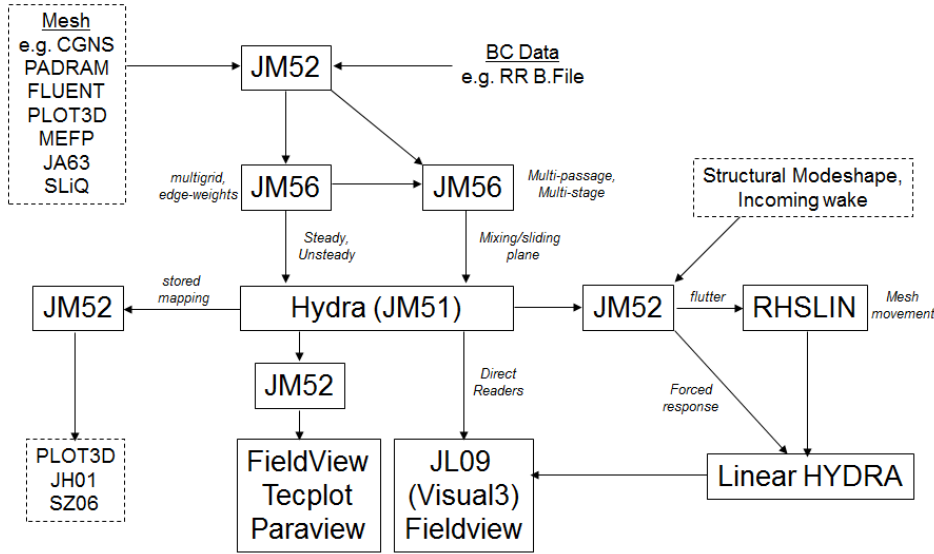 Mesh
e.g. CGNS
PADRAM
FLUENT
PLOT3D
MEFP
JA63
SLiQ
JM52
BC Data
e.g. RR B.File
multigrid,
edge-weights
JM56
JM56
Multi-passage,
Multi-stage
Structural Modeshape,
Incoming wake
Steady,
Unsteady
Mixing/sliding
plane
stored
mapping
JM52
Hydra (JM51)
JM52
flutter
RHSLIN
Mesh
movement
JM52
Direct
Readers
Forced
response
PLOT3D
JH01
SZ06
FieldView
Tecplot
Paraview
JL09
(Visual3)
Fieldview
Linear HYDRA